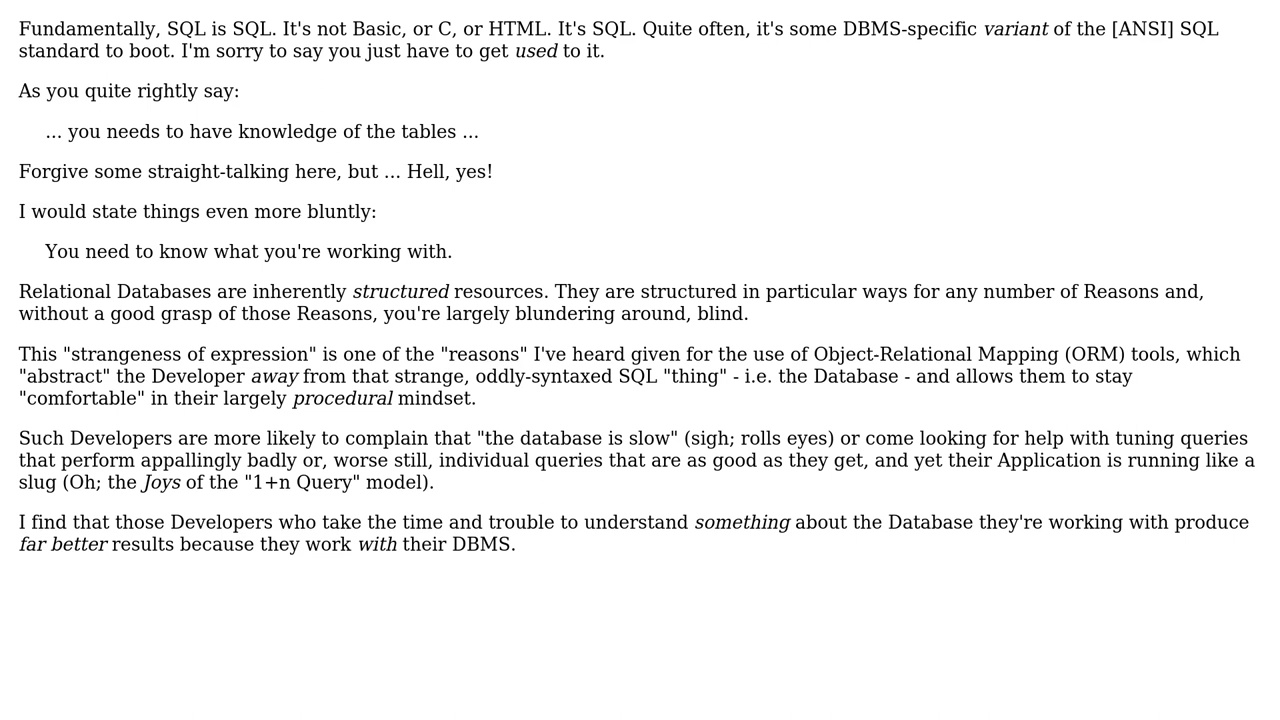 Fundamentally, SQL is SQL. It's not Basic, or C, or HTML. It's SQL. Quite often, it's some DBMS-specific variant of the [ANSI] SQL
standard to boot. I'm sorry to say you just have to get used to it.
As you quite rightly say:
... you needs to have knowledge of the tables ...
Forgive some straight-talking here, but ... Hell, yes!
I would state things even more bluntly:
You need to know what you're working with.
Relational Databases are inherently structured resources. They are structured in particular ways for any number of Reasons and,
without a good grasp of those Reasons, you're largely blundering around, blind.
This "strangeness of expression" is one of the "reasons" I've heard given for the use of Object-Relational Mapping (ORM) tools, which
"abstract" the Developer away from that strange, oddly-syntaxed SQL "thing" - i.e. the Database - and allows them to stay
"comfortable" in their largely procedural mindset.
Such Developers are more likely to complain that "the database is slow" (sigh; rolls eyes) or come looking for help with tuning queries
that perform appallingly badly or, worse still, individual queries that are as good as they get, and yet their Application is running like a
slug (Oh; the Joys of the "1+n Query" model).
I find that those Developers who take the time and trouble to understand something about the Database they're working with produce
far better results because they work with their DBMS.